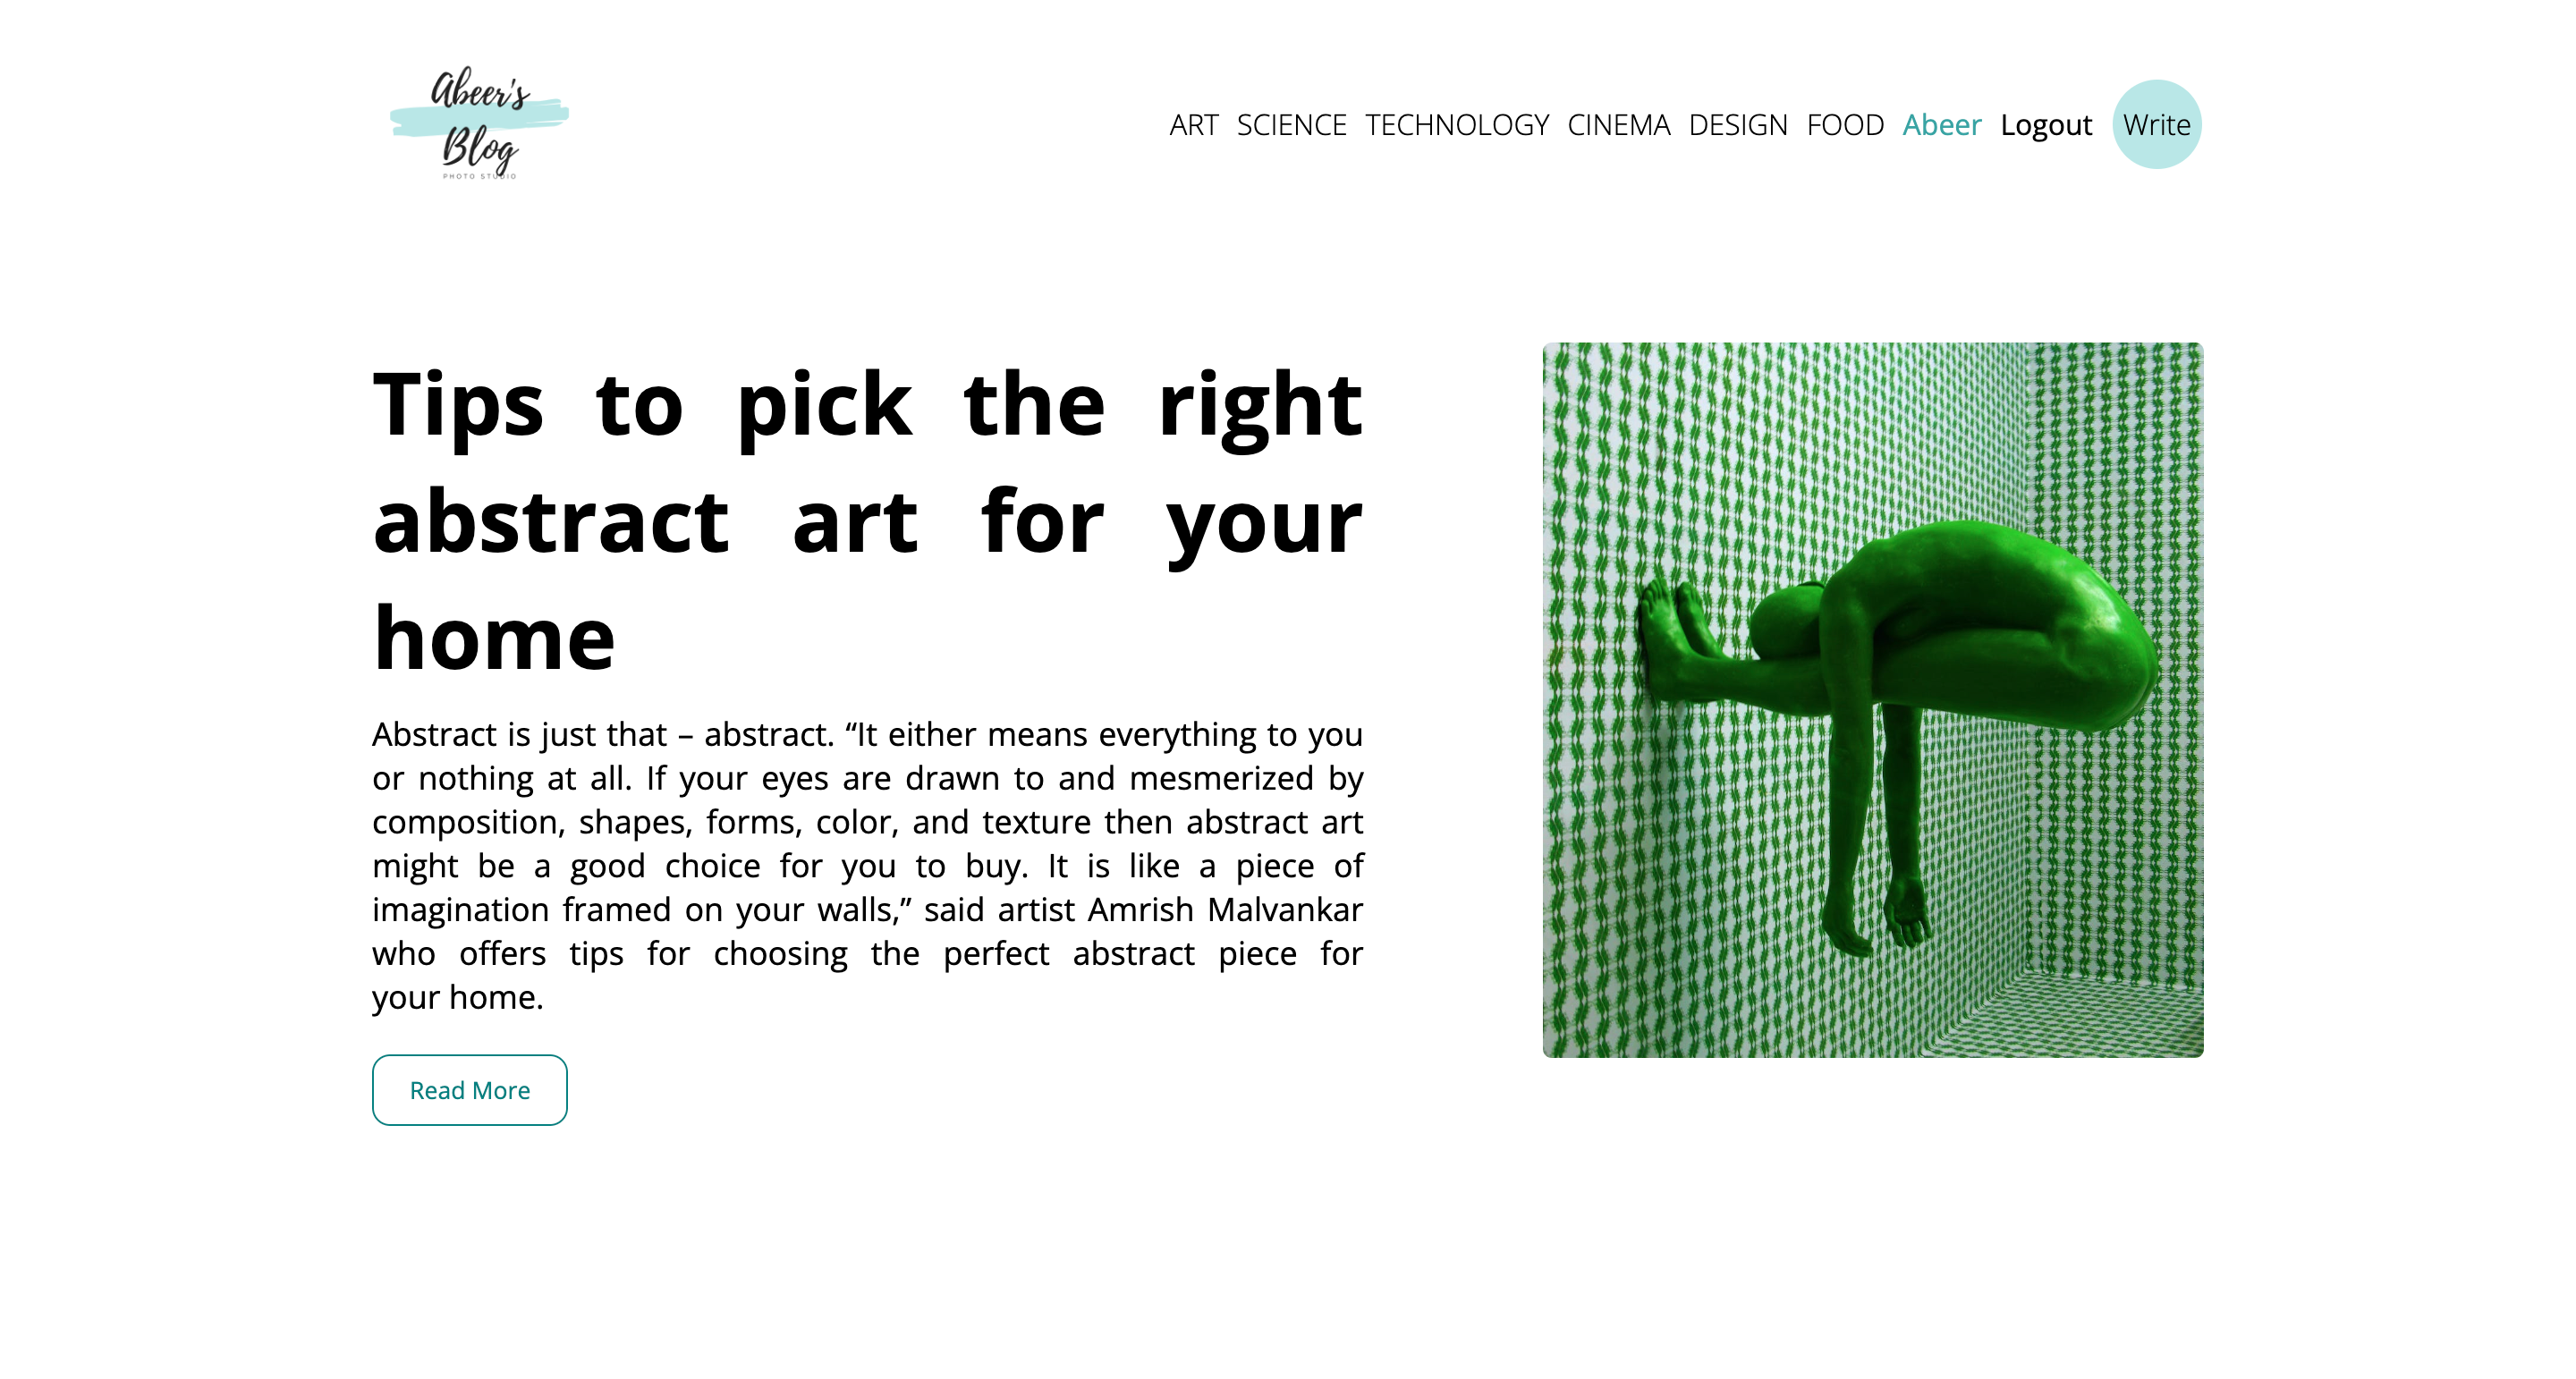 Abeer's
Blog
PHOTO STUDIO
ART SCIENCE TECHNOLOGY CINEMA DESIGN FOOD Abeer Logout Write
Tips to pick the right
abstract art for your
home
Abstract is just that – abstract. “It either means everything to you
or nothing at all. If your eyes are drawn to and mesmerized by
composition, shapes, forms, color, and texture then abstract art
might be a good choice for you to buy. It is like a piece of
imagination framed on your walls,” said artist Amrish Malvankar
who offers tips for choosing the perfect abstract piece for
your home.
Read More